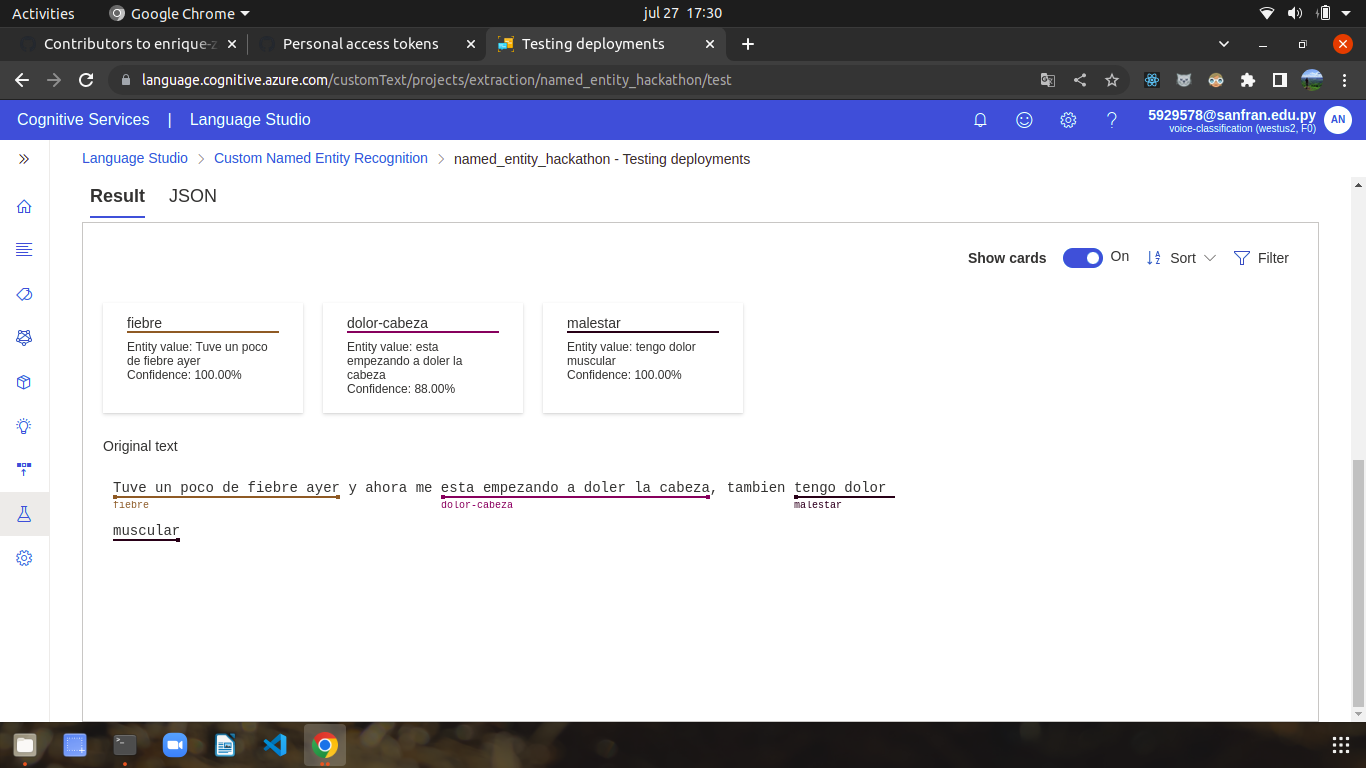 Activities
Google Chrome
jul 27 17:30
Contributors to enrique-z
Personal access tokens
Testing deployments
language.cognitive.azure.com/customText/projects/extraction/named_entity_hackathon/test
Cognitive Services | Language Studio
5929578@sanfran.edu.py
voice-classification (westus2, F0)
AN
Language Studio > Custom Named Entity Recognition > named_entity_hackathon - Testing deployments
Result JSON
Show cards On Sort Filter
fiebre
Entity value: Tuve un poco
de fiebre ayer
Confidence: 100.00%
dolor-cabeza
Entity value: esta
empezando a doler la
cabeza
Confidence: 88.00%
malestar
Entity value: tengo dolor
muscular
Confidence: 100.00%
Original text
Tuve un poco de fiebre ayer y ahora me esta empezando a doler la cabeza, tambien tengo dolor
fiebre dolor-cabeza malestar
muscular